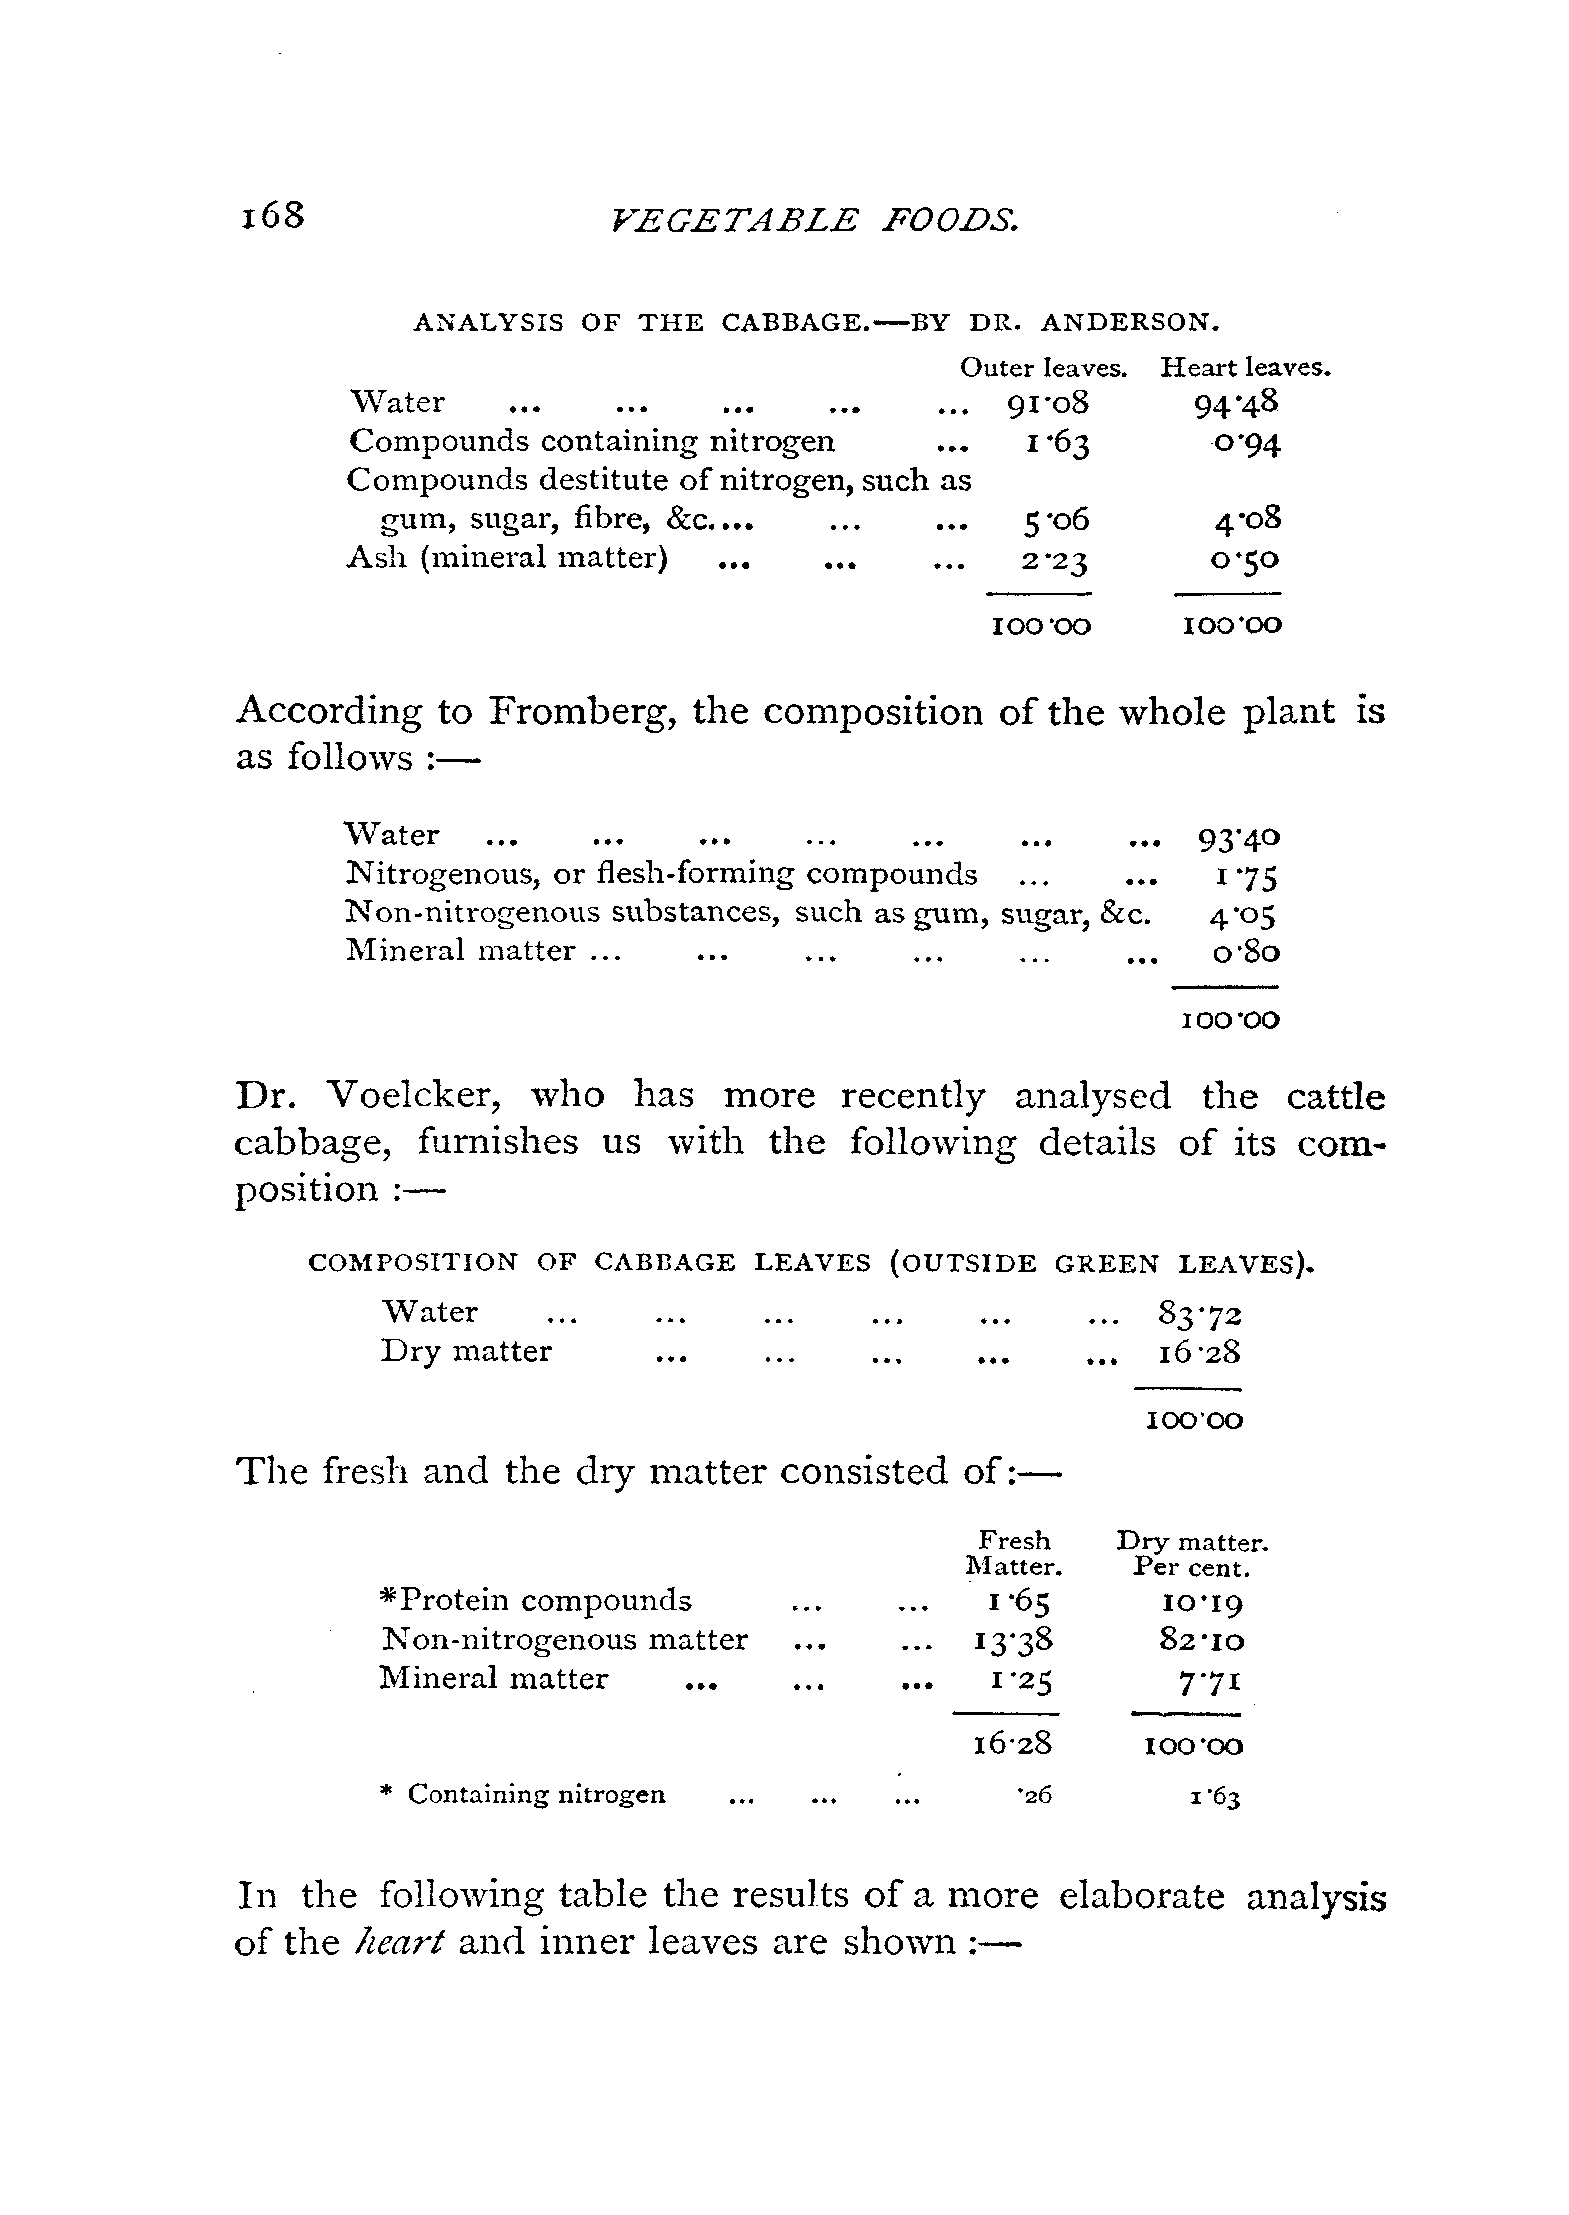 168 VEGETABLE FOODS.
ANALYSIS OF THE CABBAGE.—BY DR. ANDERSON.
Outer leaves. Heart leaves.
Water ... ... ... ... ... 91·08 94·48
Compounds containing nitrogen ... 1·63 0·94
Compounds destitute of nitrogen, such as
gum, sugar, fibre, &c. ... ... ... 5·06 4·08
Ash (mineral matter) ... ... ... 2·23 0·50
100·00 100·00
According to Fromberg, the composition of the whole plant is
as follows :—
Water ... ... ... ... ... ... ... 93·40
Nitrogenous, or flesh-forming compounds ... ... 1·75
Non-nitrogenous substances, such as gum, sugar, &c. 4·05
Mineral matter ... ... ... ... ... ... 0·80
100·00
Dr. Voelcker, who has more recently analysed the cattle
cabbage, furnishes us with the following details of its com-
position :—
COMPOSITION OF CABBAGE LEAVES (OUTSIDE GREEN LEAVES).
Water ... ... ... ... ... ... 83·72
Dry matter ... ... ... ... ... 16·28
100·00
The fresh and the dry matter consisted of :—
Fresh Dry matter.
Matter. Per cent.
*Protein compounds ... ... 1·65 10·19
Non-nitrogenous matter ... ... 13·38 82·10
Mineral matter ... ... ... 1·25 7·71
16·28 100·00
* Containing nitrogen ... ... ... ·26 1·63
In the following table the results of a more elaborate analysis
of the heart and inner leaves are shown :—